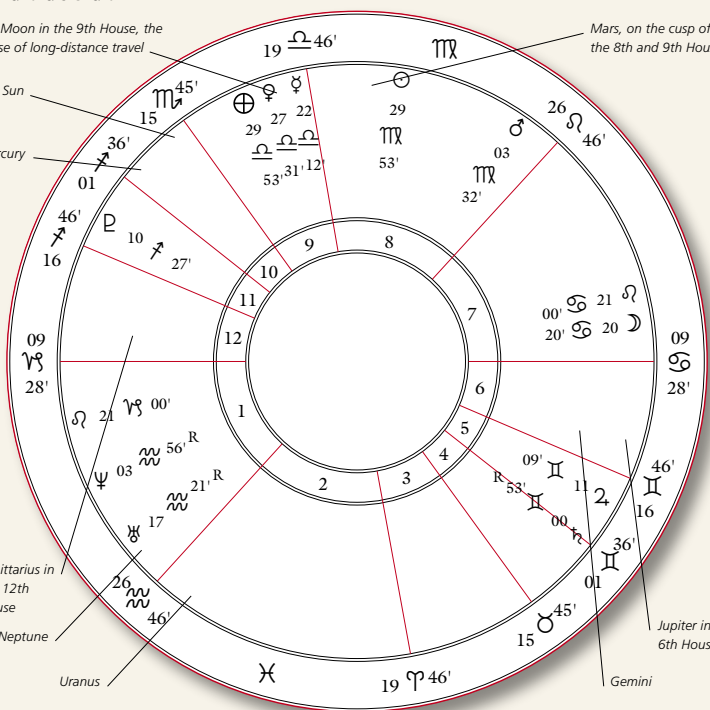 Moon in the 9th House, the
se of long-distance travel
Mars, on the cusp of
the 8th and 9th Hou
Sun
rcury
19 ♎ 46'
♍
26 ♌ 46'
15 ♏ 45'
01 ♐ 36'
16 ♐ 46'
09 ♑ 28'
09 ♋ 28'
⊕ 29 ♎ 53'
♀ 27 ♎ 31'
☿ 22 ♎ 12'
☉ 29 ♍ 53'
♂ 03 ♍ 32'
♇ 10 ♐ 27'
♌ 21 ♋ 00'
☽ 20 ♋ 20'
9
8
10
11
12
7
1
6
5
4
3
2
♌ 21 ♑ 00'
♆ 03 ♒ 56' R
♅ 17 ♒ 21' R
♃ 11 ♊ 09'
♄ 00 ♊ 53' R
16 ♊ 46'
01 ♊ 36'
15 ♉ 45'
19 ♈ 46'
♓
26 ♒ 46'
ittarius in
12th
use
Neptune
Uranus
Jupiter in
6th Hous
Gemini